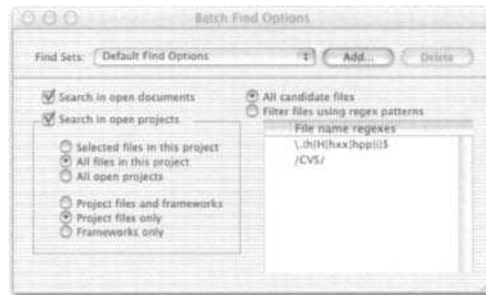 Batch Find Options
Find Sets: Default Find Options Add... Delete
Search in open documents
Search in open projects
Selected files in this project
All files in this project
All open projects
Project files and frameworks
Project files only
Frameworks only
All candidate files
Filter files using regex patterns
File name regexes
/CVS/